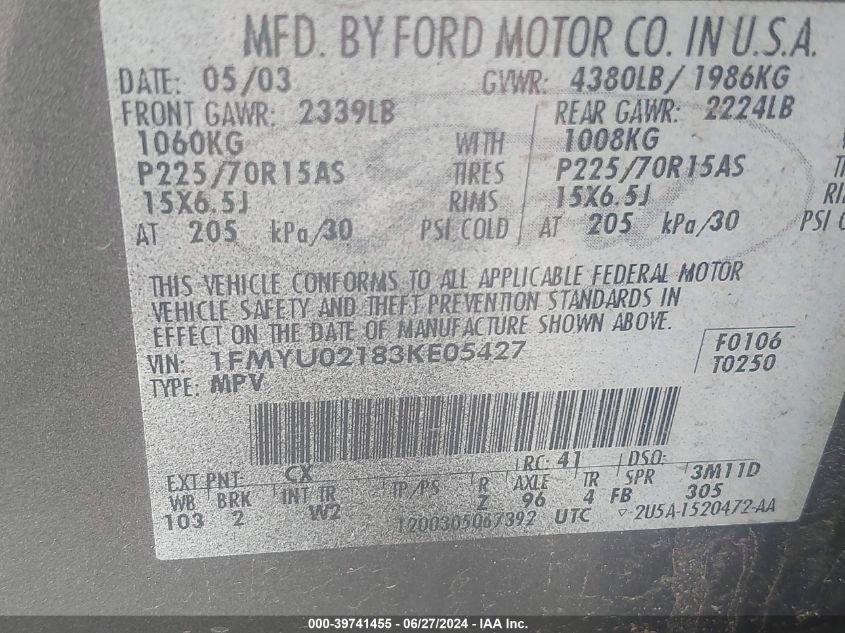 MFD. BY FORD MOTOR CO. IN U.S.A.
DATE: 05/03 GVWR: 4380LB/ 1986KG
FRONT GAWR: 2339LB REAR GAWR: 2224LB
1060KG WITH 1008KG
P225/70R15AS TIRES P225/70R15AS
15X6.5J RIMS 15X6.5J
AT 205 kPa/30 PSI COLD AT 205 kPa/30 PSI
THIS VEHICLE CONFORMS TO ALL APPLICABLE FEDERAL MOTOR
VEHICLE SAFETY AND THEFT PREVENTION STANDARDS IN
EFFECT ON THE DATE OF MANUFACTURE SHOWN ABOVE.
VIN: 1FMYU02183KE05427 F0106
TYPE: MPV T0250
EXT PNT: CX RC: 41 DSO:
WB BRK INT TR TP/PS R AXLE TR SPR 3M11D
103 2 W2 Z 96 4 FB 305
T200305067392 UTC ▽ 2U5A-1520472-AA
000-39741455 - 06/27/2024 - IAA Inc.